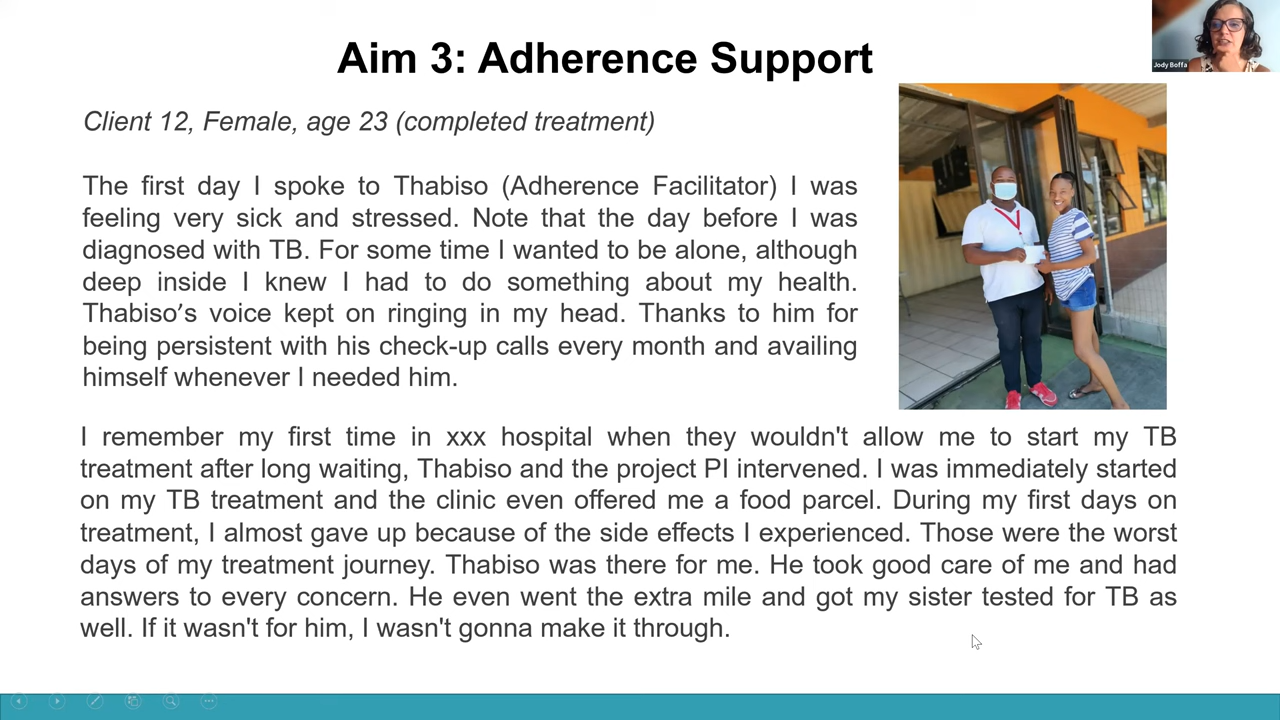 Aim 3: Adherence Support
Jody Boffa
Client 12, Female, age 23 (completed treatment)
The first day I spoke to Thabiso (Adherence Facilitator) I was
feeling very sick and stressed. Note that the day before I was
diagnosed with TB. For some time I wanted to be alone, although
deep inside I knew I had to do something about my health.
Thabiso’s voice kept on ringing in my head. Thanks to him for
being persistent with his check-up calls every month and availing
himself whenever I needed him.
I remember my first time in xxx hospital when they wouldn't allow me to start my TB
treatment after long waiting, Thabiso and the project PI intervened. I was immediately started
on my TB treatment and the clinic even offered me a food parcel. During my first days on
treatment, I almost gave up because of the side effects I experienced. Those were the worst
days of my treatment journey. Thabiso was there for me. He took good care of me and had
answers to every concern. He even went the extra mile and got my sister tested for TB as
well. If it wasn't for him, I wasn't gonna make it through.